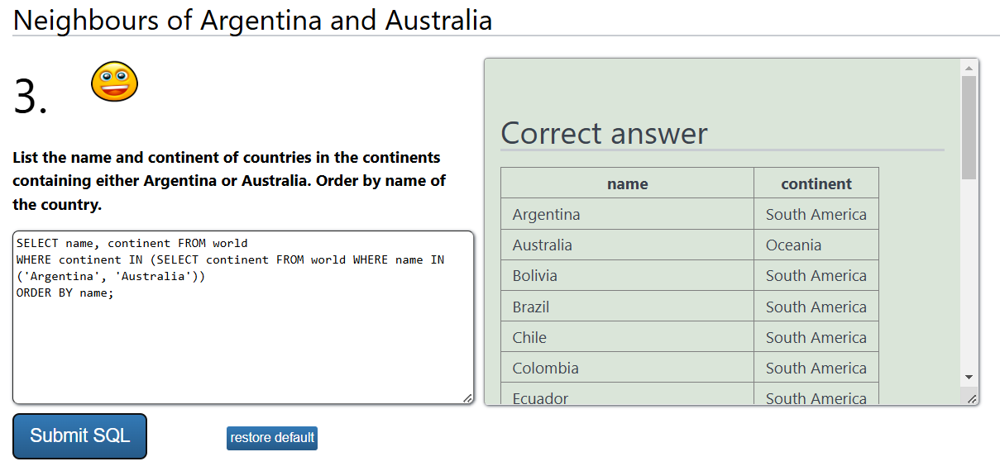 Neighbours of Argentina and Australia
3.
List the name and continent of countries in the continents
containing either Argentina or Australia. Order by name of
the country.
SELECT name, continent FROM world
WHERE continent IN (SELECT continent FROM world WHERE name IN
('Argentina', 'Australia'))
ORDER BY name;
Submit SQL
restore default
Correct answer
name continent
Argentina South America
Australia Oceania
Bolivia South America
Brazil South America
Chile South America
Colombia South America
Ecuador South America